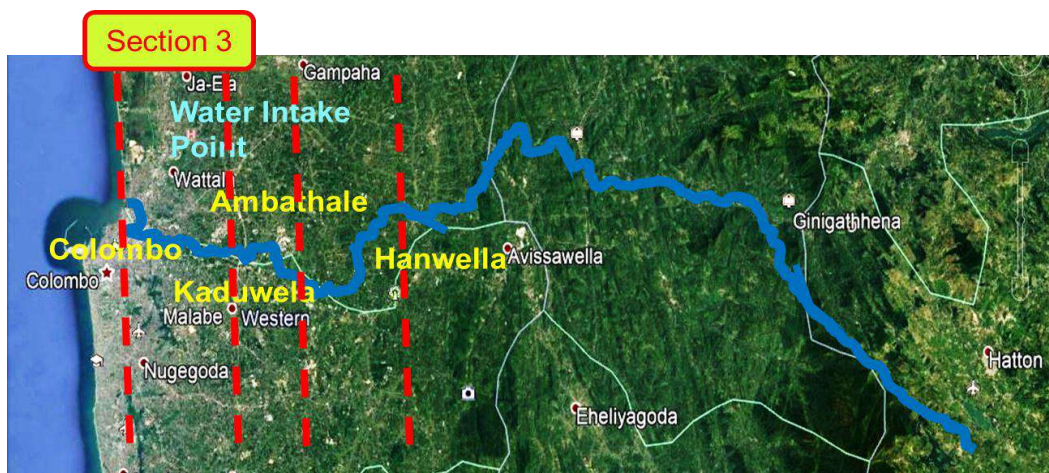 Section 3
Gampaha
Ja-Ela
Water Intake
Point
Wattala
Ambathale
Ginigathhena
Colombo
Hanwella
Avissawella
Colombo
Kaduwela
Malabe
Western
Hatton
Nugegoda
Eheliyagoda